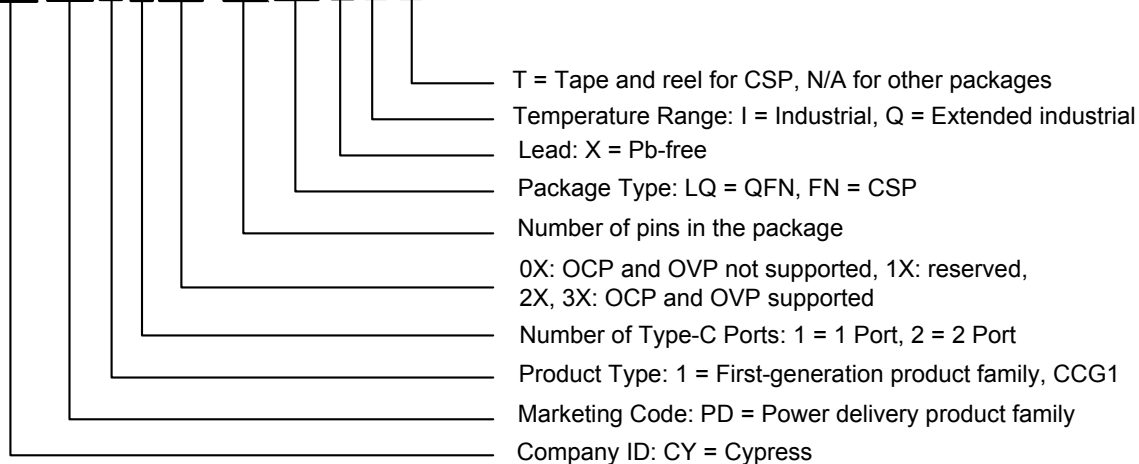 T = Tape and reel for CSP, N/A for other packages
Temperature Range: I = Industrial, Q = Extended industrial
Lead: X = Pb-free
Package Type: LQ = QFN, FN = CSP
Number of pins in the package
0X: OCP and OVP not supported, 1X: reserved,
2X, 3X: OCP and OVP supported
Number of Type-C Ports: 1 = 1 Port, 2 = 2 Port
Product Type: 1 = First-generation product family, CCG1
Marketing Code: PD = Power delivery product family
Company ID: CY = Cypress